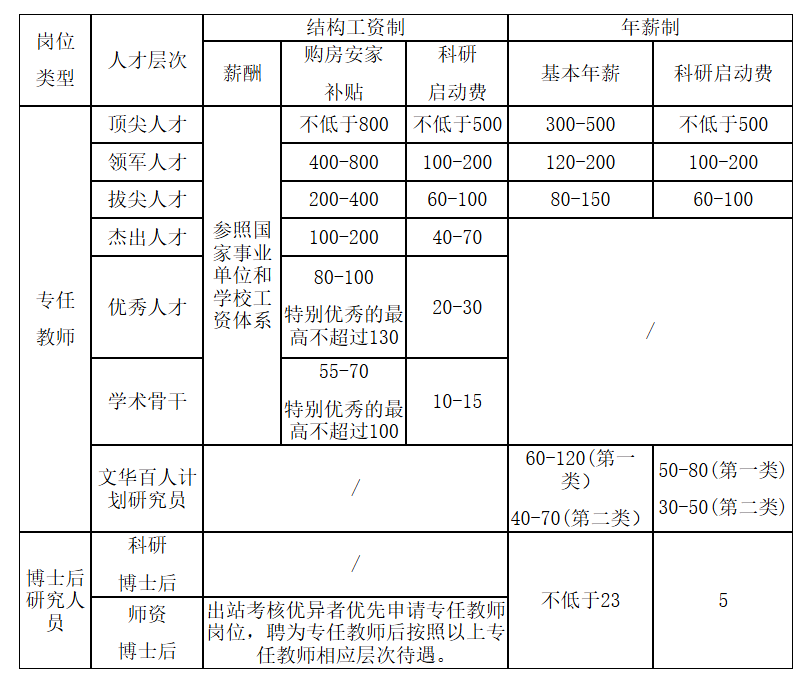 岗位
类型
人才层次
结构工资制
年薪制
薪酬
购房安家
补贴
科研
启动费
基本年薪
科研启动费
专任
教师
顶尖人才
参照国
家事业
单位和
学校工
资体系
不低于800
不低于500
300-500
不低于500
领军人才
400-800
100-200
120-200
100-200
拔尖人才
200-400
60-100
80-150
60-100
杰出人才
100-200
40-70
/
优秀人才
80-100
特别优秀的最
高不超过130
20-30
学术骨干
55-70
特别优秀的最
高不超过100
10-15
文华百人计
划研究员
/
60-120(第一
类)
40-70(第二类)
50-80(第一类)
30-50(第二类)
博士后
研究人
员
科研
博士后
/
不低于23
5
师资
博士后
出站考核优异者优先申请专任教师
岗位，聘为专任教师后按照以上专
任教师相应层次待遇。